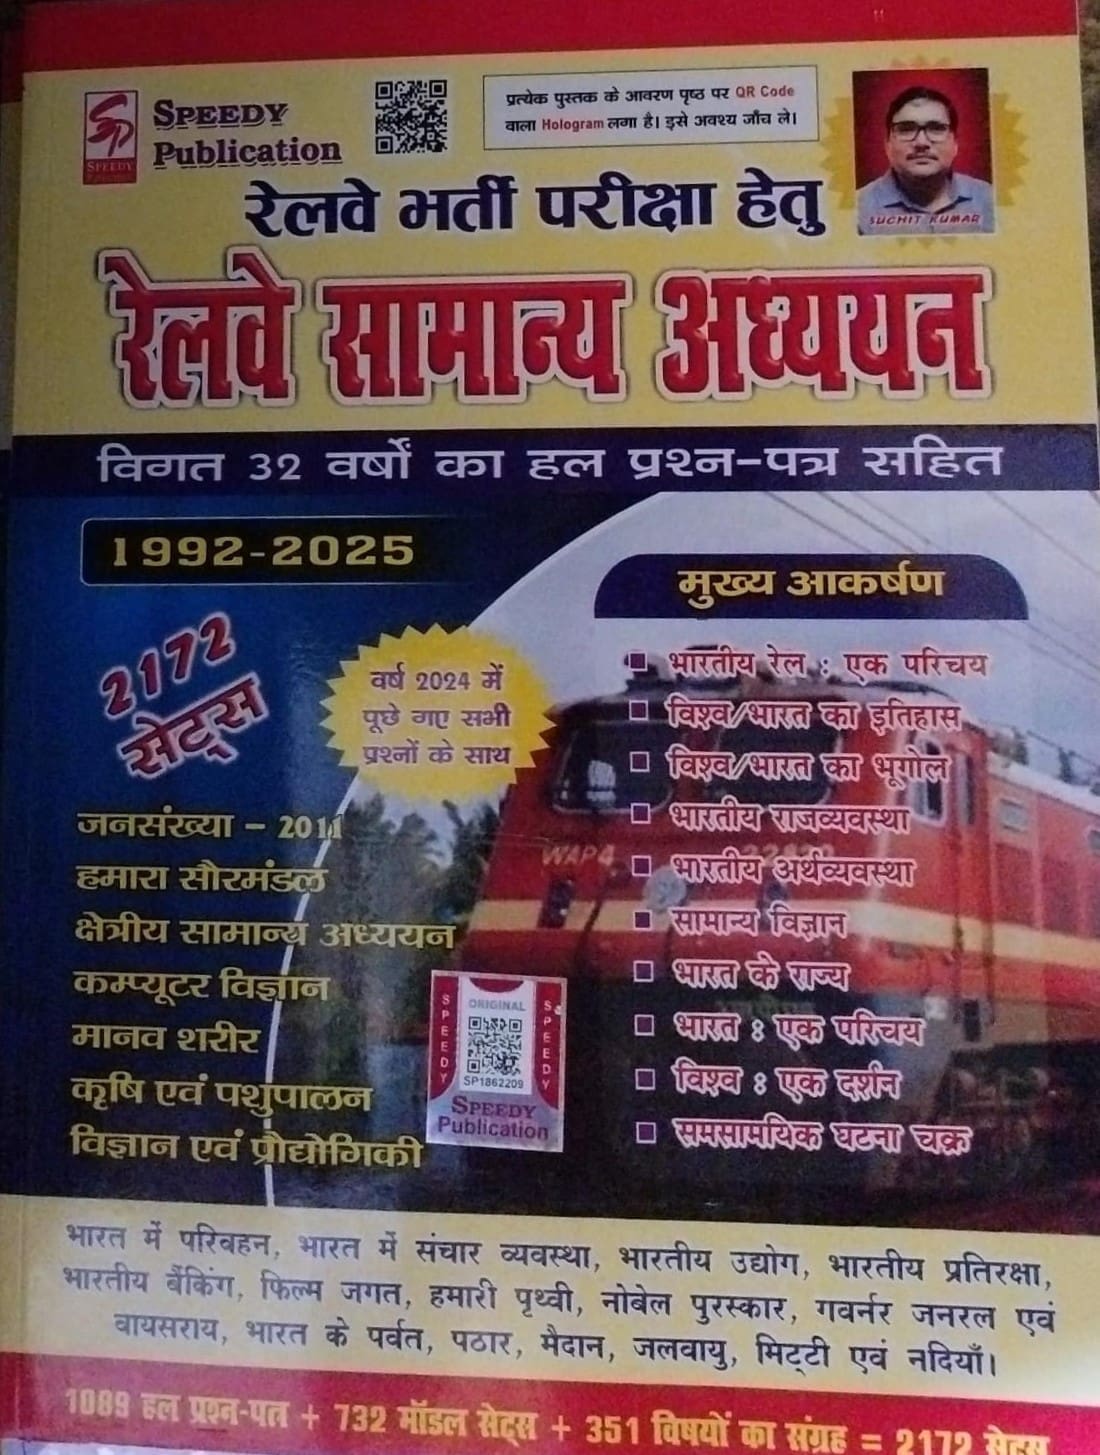 SPEEDY
Publication
SP
SPEEDY
प्रत्येक पुस्तक के आवरण पृष्ठ पर QR Code
वाला Hologram लगा है। इसे अवश्य जाँच ले।
SUCHIT KUMAR
रेलवे भर्ती परीक्षा हेतु
रेलवे सामान्य अध्ययन
विगत 32 वर्षों का हल प्रश्न-पत्र सहित
1992-2025
2172
सेट्स
वर्ष 2024 में
पूछे गए सभी
प्रश्नों के साथ
जनसंख्या – 2011
हमारा सौरमंडल
क्षेत्रीय सामान्य अध्ययन
कम्प्यूटर विज्ञान
मानव शरीर
कृषि एवं पशुपालन
विज्ञान एवं प्रौद्योगिकी
मुख्य आकर्षण
भारतीय रेल : एक परिचय
विश्व/भारत का इतिहास
विश्व/भारत का भूगोल
भारतीय राजव्यवस्था
भारतीय अर्थव्यवस्था
सामान्य विज्ञान
भारत के राज्य
भारत : एक परिचय
विश्व : एक दर्शन
समसामयिक घटना चक्र
WAP4
ORIGINAL
SPEEDY
SPEEDY
SP1862209
SPEEDY
Publication
भारत में परिवहन, भारत में संचार व्यवस्था, भारतीय उद्योग, भारतीय प्रतिरक्षा,
भारतीय बैंकिंग, फिल्म जगत, हमारी पृथ्वी, नोबेल पुरस्कार, गवर्नर जनरल एवं
वायसराय, भारत के पर्वत, पठार, मैदान, जलवायु, मिट्टी एवं नदियाँ।
1089 हल प्रश्न-पत्र + 732 मॉडल सेट्स + 351 विषयों का संग्रह = 2172 सेट्स